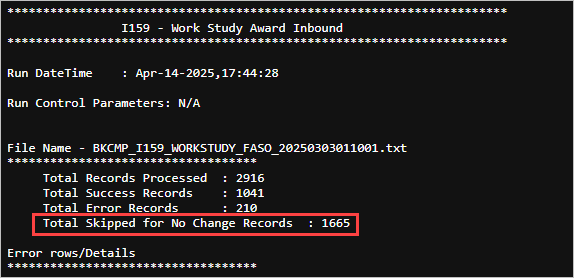 **********************************************************************
I159 - Work Study Award Inbound
**********************************************************************
Run DateTime    : Apr-14-2025,17:44:28
Run Control Parameters: N/A
File Name - BKCMP_I159_WORKSTUDY_FASO_20250303011001.txt
***********************************
Total Records Processed  : 2916
Total Success Records    : 1041
Total Error Records      : 210
Total Skipped for No Change Records  : 1665
Error rows/Details
***********************************